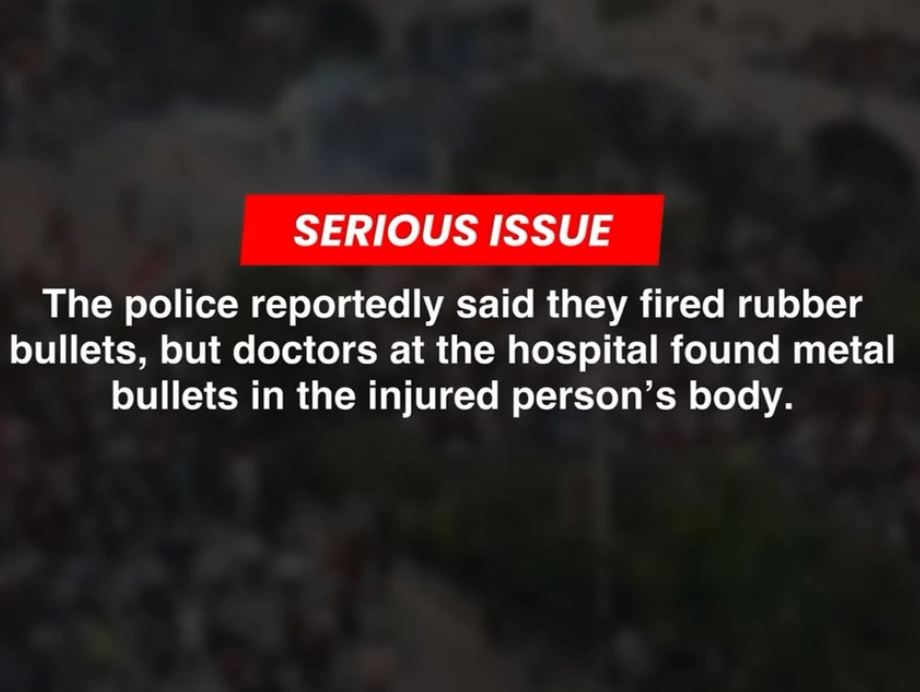 SERIOUS ISSUE
The police reportedly said they fired rubber
bullets, but doctors at the hospital found metal
bullets in the injured person’s body.